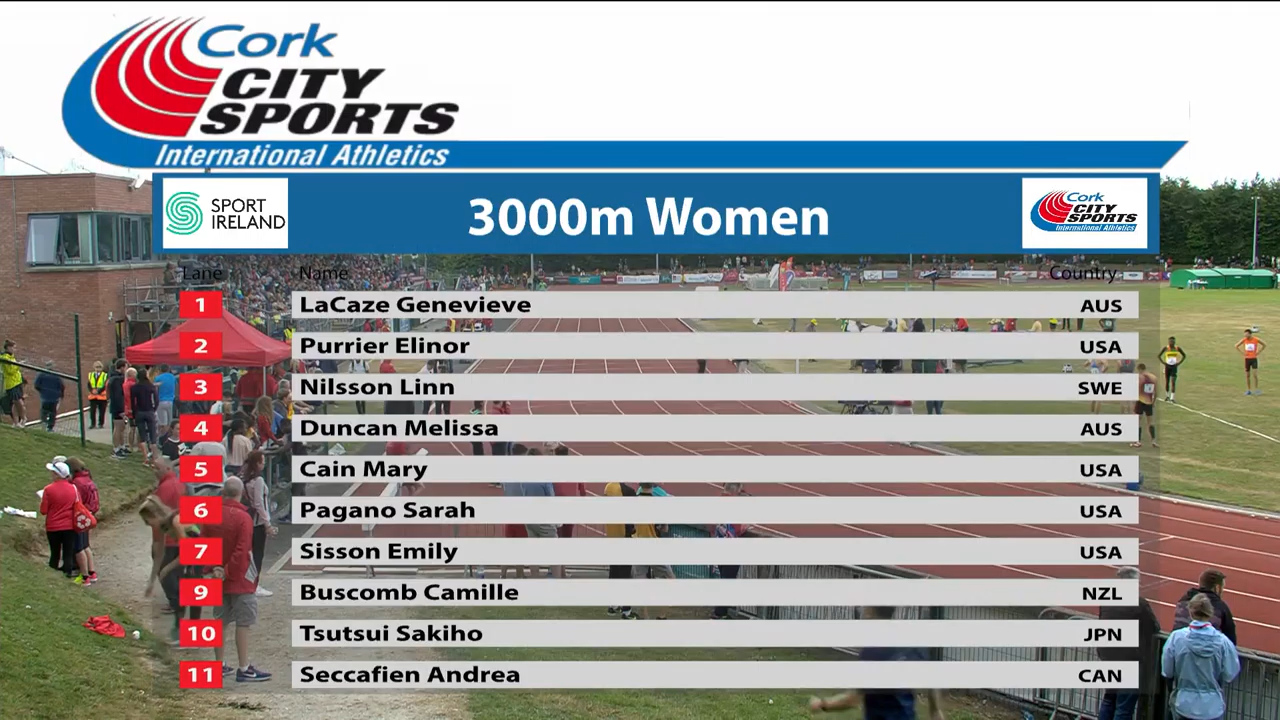 Cork
CITY
SPORTS
International Athletics
SPORT
IRELAND
3000m Women
Cork
CITY
SPORTS
International Athletics
Lane Name Country
1 LaCaze Genevieve AUS
2 Purrier Elinor USA
3 Nilsson Linn SWE
4 Duncan Melissa AUS
5 Cain Mary USA
6 Pagano Sarah USA
7 Sisson Emily USA
9 Buscomb Camille NZL
10 Tsutsui Sakiho JPN
11 Seccafien Andrea CAN